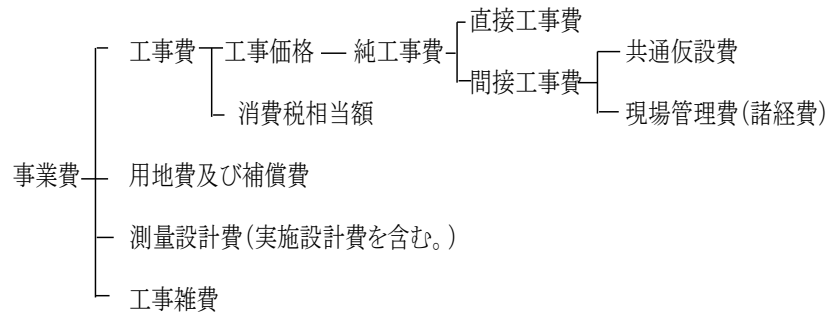 直接工事費
工事費 工事価格 純工事費
共通仮設費
間接工事費
消費税相当額 現場管理費(諸経費)
事業費 用地費及び補償費
測量設計費(実施設計費を含む。)
工事雑費